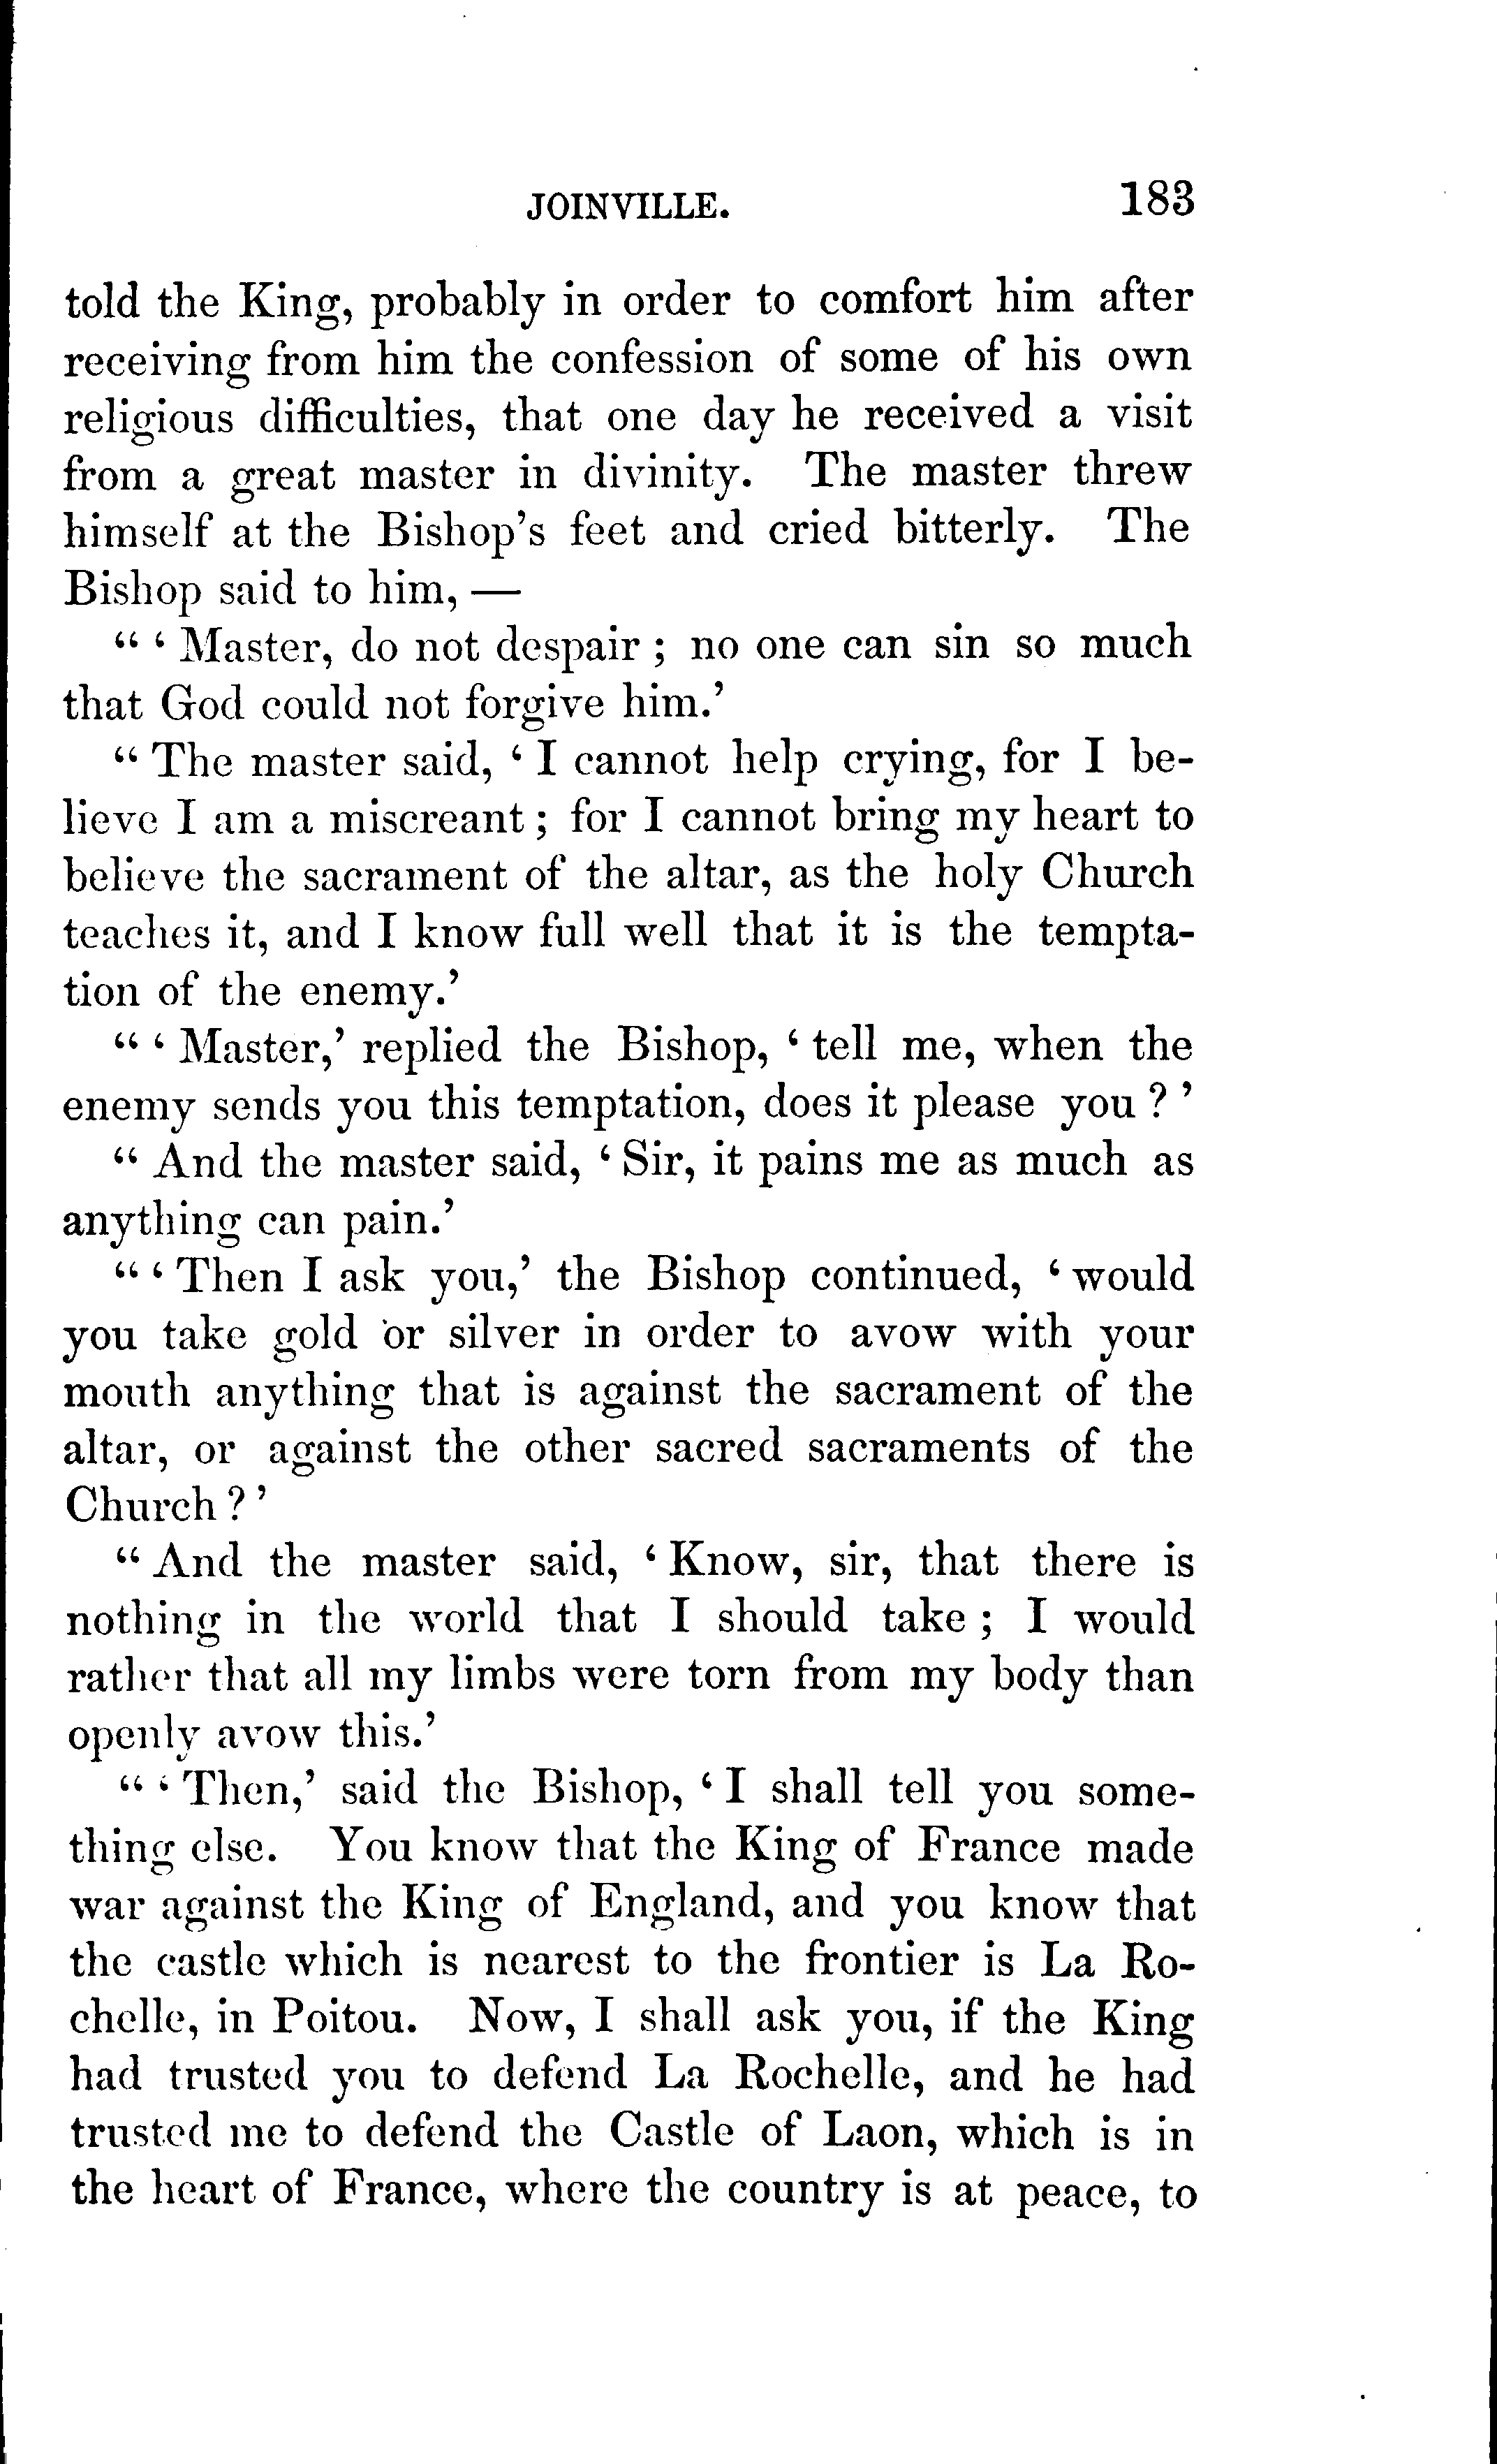 JOINVILLE. 183
told the King, probably in order to comfort him after
receiving from him the confession of some of his own
religious difficulties, that one day he received a visit
from a great master in divinity. The master threw
himself at the Bishop's feet and cried bitterly. The
Bishop said to him, —
“ ‘ Master, do not despair ; no one can sin so much
that God could not forgive him.’
“ The master said, ‘ I cannot help crying, for I be-
lieve I am a miscreant ; for I cannot bring my heart to
believe the sacrament of the altar, as the holy Church
teaches it, and I know full well that it is the tempta-
tion of the enemy.’
“ ‘ Master,’ replied the Bishop, ‘ tell me, when the
enemy sends you this temptation, does it please you ? ’
“ And the master said, ‘ Sir, it pains me as much as
anything can pain.’
“ ‘ Then I ask you,’ the Bishop continued, ‘ would
you take gold or silver in order to avow with your
mouth anything that is against the sacrament of the
altar, or against the other sacred sacraments of the
Church ? ’
“ And the master said, ‘ Know, sir, that there is
nothing in the world that I should take ; I would
rather that all my limbs were torn from my body than
openly avow this.’
“ ‘ Then,’ said the Bishop, ‘ I shall tell you some-
thing else. You know that the King of France made
war against the King of England, and you know that
the castle which is nearest to the frontier is La Ro-
chelle, in Poitou. Now, I shall ask you, if the King
had trusted you to defend La Rochelle, and he had
trusted me to defend the Castle of Laon, which is in
the heart of France, where the country is at peace, to